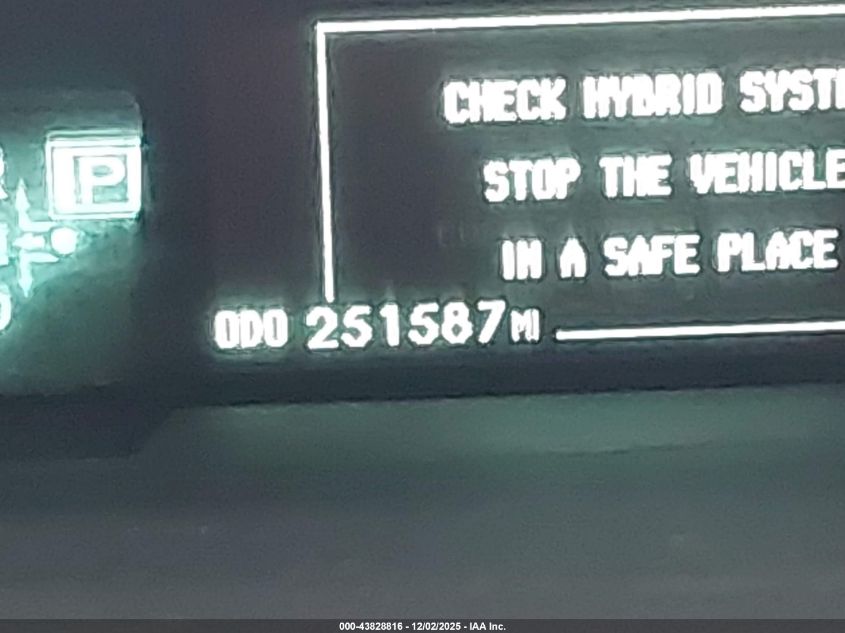 CHECK HYBRID SYST
P
STOP THE VEHICLE
IN A SAFE PLACE
ODO 251587 MI
000-43828816 - 12/02/2025 - IAA Inc.